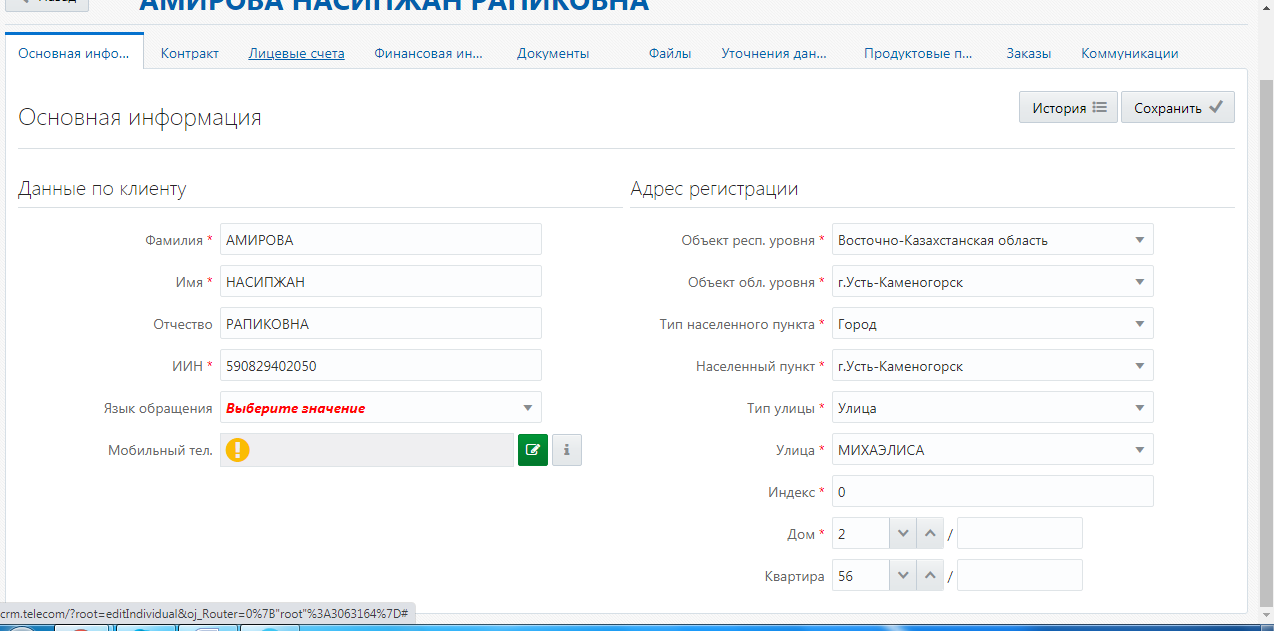 Назад
АМИРОВА НАСИПЖАН РАПИКОВНА
Основная инфо... Контракт Лицевые счета Финансовая ин... Документы Файлы Уточнения дан... Продуктовые п... Заказы Коммуникации
Основная информация
История Сохранить
Данные по клиенту
Фамилия * АМИРОВА
Имя * НАСИПЖАН
Отчество РАПИКОВНА
ИИН * 590829402050
Язык обращения Выберите значение
Мобильный тел.
Адрес регистрации
Объект респ. уровня * Восточно-Казахстанская область
Объект обл. уровня * г.Усть-Каменогорск
Тип населенного пункта * Город
Населенный пункт * г.Усть-Каменогорск
Тип улицы * Улица
Улица * МИХАЭЛИСА
Индекс * 0
Дом * 2 /
Квартира 56 /
crm.telecom/?root=editIndividual&oj_Router=0%7B"root"%3A3063164%7D#